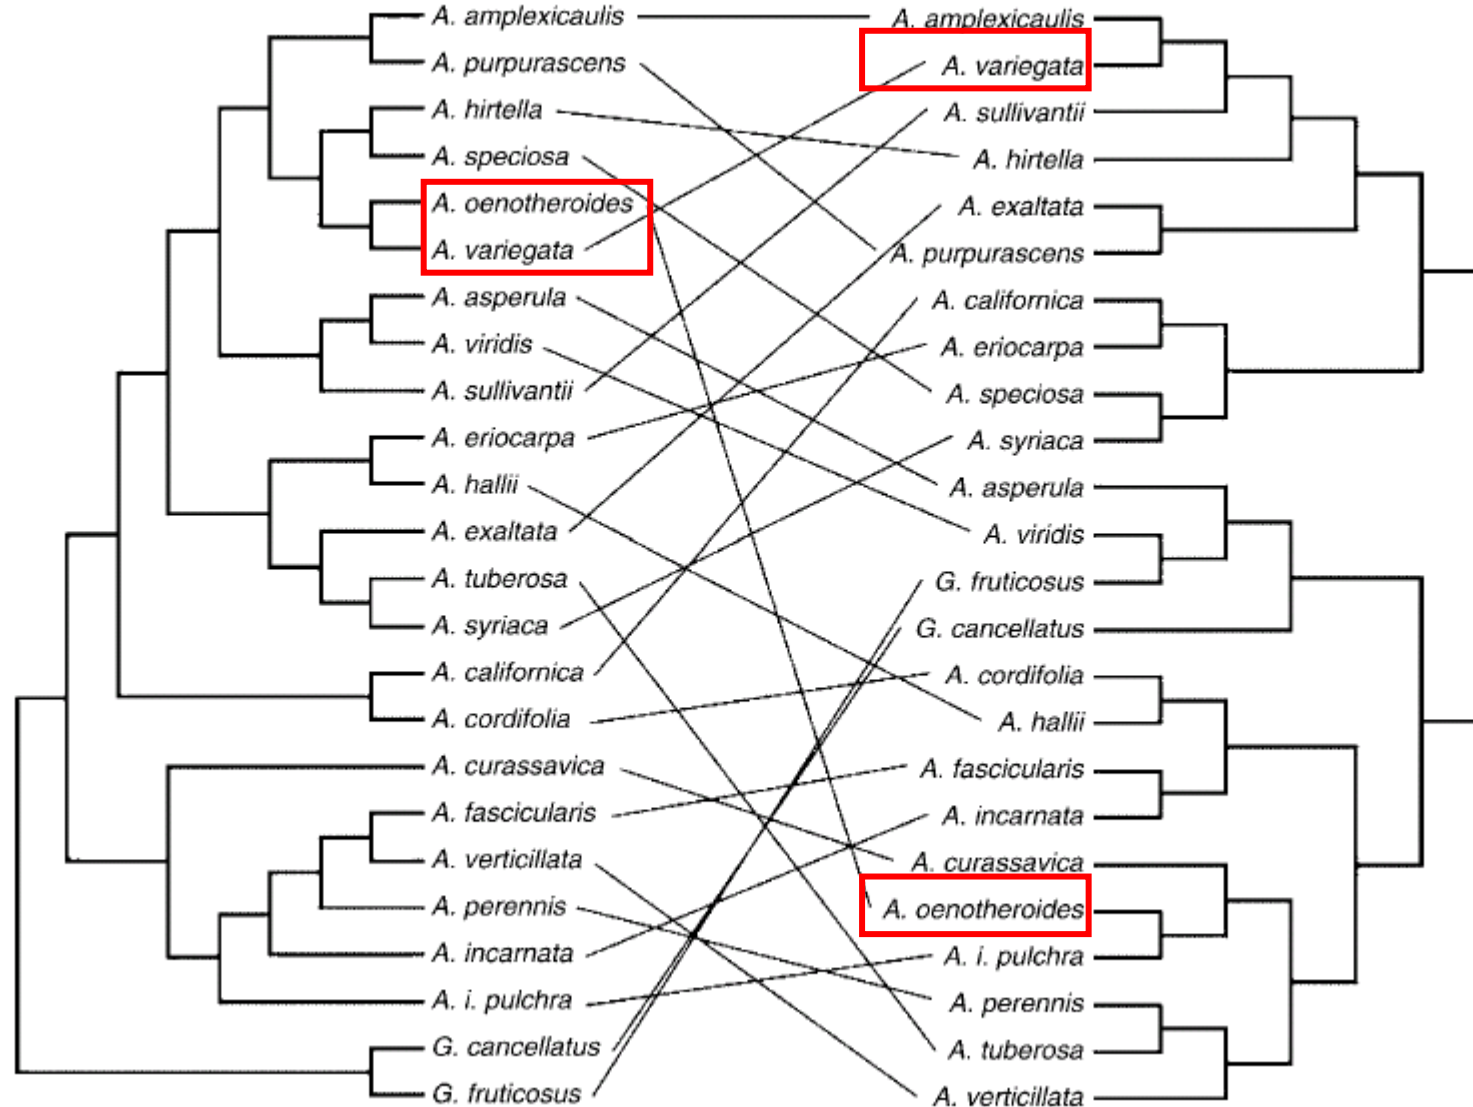 A. amplexicaulis
A. purpurascens
A. hirtella
A. speciosa
A. oenotheroides
A. variegata
A. asperula
A. viridis
A. sullivantii
A. eriocarpa
A. hallii
A. exaltata
A. tuberosa
A. syriaca
A. californica
A. cordifolia
A. curassavica
A. fascicularis
A. verticillata
A. perennis
A. incarnata
A. i. pulchra
G. cancellatus
G. fruticosus
A. amplexicaulis
A. variegata
A. sullivantii
A. hirtella
A. exaltata
A. purpurascens
A. californica
A. eriocarpa
A. speciosa
A. syriaca
A. asperula
A. viridis
G. fruticosus
G. cancellatus
A. cordifolia
A. hallii
A. fascicularis
A. incarnata
A. curassavica
A. oenotheroides
A. i. pulchra
A. perennis
A. tuberosa
A. verticillata